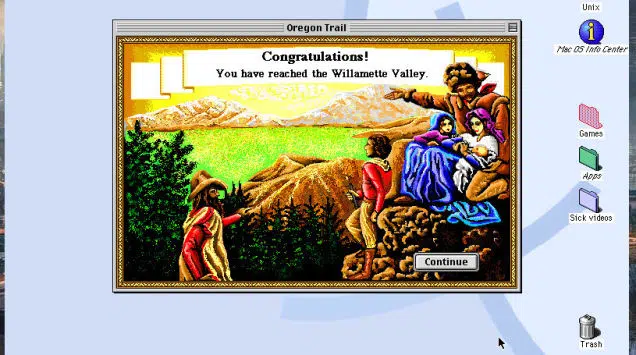 Oregon Trail
Congratulations!
You have reached the Willamette Valley.
Continue
Unix
Mac OS Info Center
Games
Apps
Sick videos
Trash